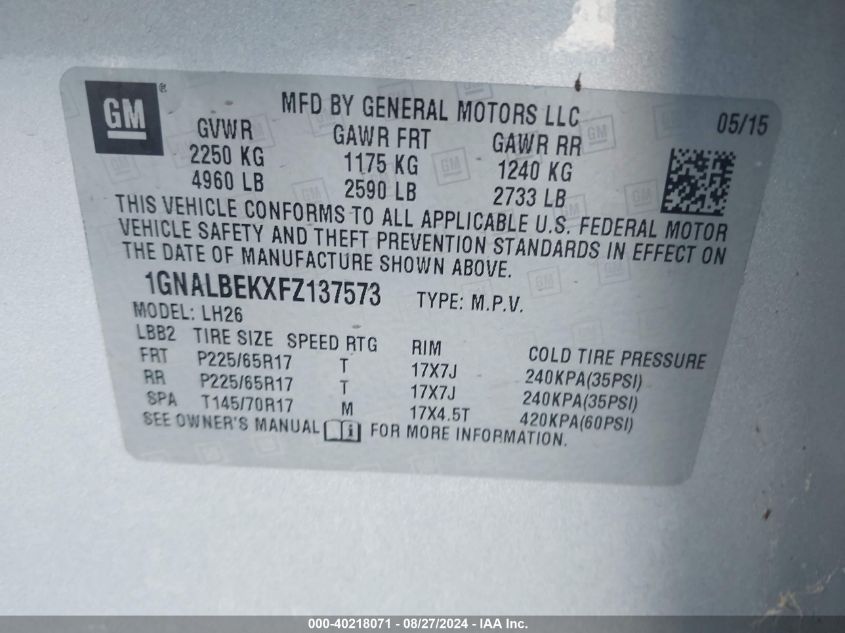 GM ®
MFD BY GENERAL MOTORS LLC
05/15
GVWR GAWR FRT GAWR RR
2250 KG 1175 KG 1240 KG
4960 LB 2590 LB 2733 LB
THIS VEHICLE CONFORMS TO ALL APPLICABLE U.S. FEDERAL MOTOR
VEHICLE SAFETY AND THEFT PREVENTION STANDARDS IN EFFECT ON
THE DATE OF MANUFACTURE SHOWN ABOVE.
1GNALBEKXFZ137573 TYPE: M.P.V.
MODEL: LH26
LBB2 TIRE SIZE SPEED RTG RIM COLD TIRE PRESSURE
FRT P225/65R17 T 17X7J 240KPA(35PSI)
RR P225/65R17 T 17X7J 240KPA(35PSI)
SPA T145/70R17 M 17X4.5T 420KPA(60PSI)
SEE OWNER'S MANUAL FOR MORE INFORMATION.
000-40218071 - 08/27/2024 - IAA Inc.